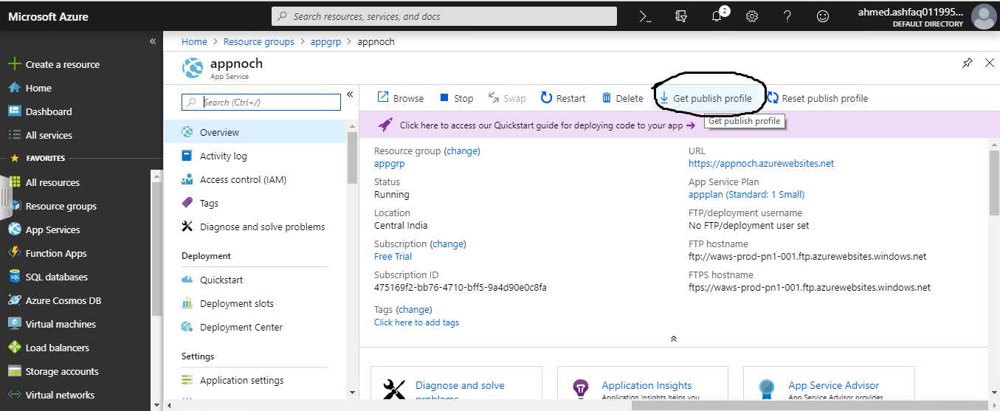 Microsoft Azure
Search resources, services, and docs
2
ahmed.ashfaq011995...
DEFAULT DIRECTORY
Create a resource
Home
Dashboard
All services
FAVORITES
All resources
Resource groups
App Services
Function Apps
SQL databases
Azure Cosmos DB
Virtual machines
Load balancers
Storage accounts
Virtual networks
Home > Resource groups > appgrp > appnoch
appnoch
App Service
Search (Ctrl+/)
Overview
Activity log
Access control (IAM)
Tags
Diagnose and solve problems
Deployment
Quickstart
Deployment slots
Deployment Center
Settings
Application settings
Browse Stop Swap Restart Delete Get publish profile Reset publish profile
Get publish profile
Click here to access our Quickstart guide for deploying code to your app
Resource group (change)
appgrp
Status
Running
Location
Central India
Subscription (change)
Free Trial
Subscription ID
475169f2-bb76-4710-bff5-9a4d90e0c8fa
Tags (change)
Click here to add tags
URL
https://appnoch.azurewebsites.net
App Service Plan
appplan (Standard: 1 Small)
FTP/deployment username
No FTP/deployment user set
FTP hostname
ftp://waws-prod-pn1-001.ftp.azurewebsites.windows.net
FTPS hostname
ftps://waws-prod-pn1-001.ftp.azurewebsites.windows.net
Diagnose and solve
problems
Application Insights
Application Insights helps you
App Service Advisor
App Service Advisor provides